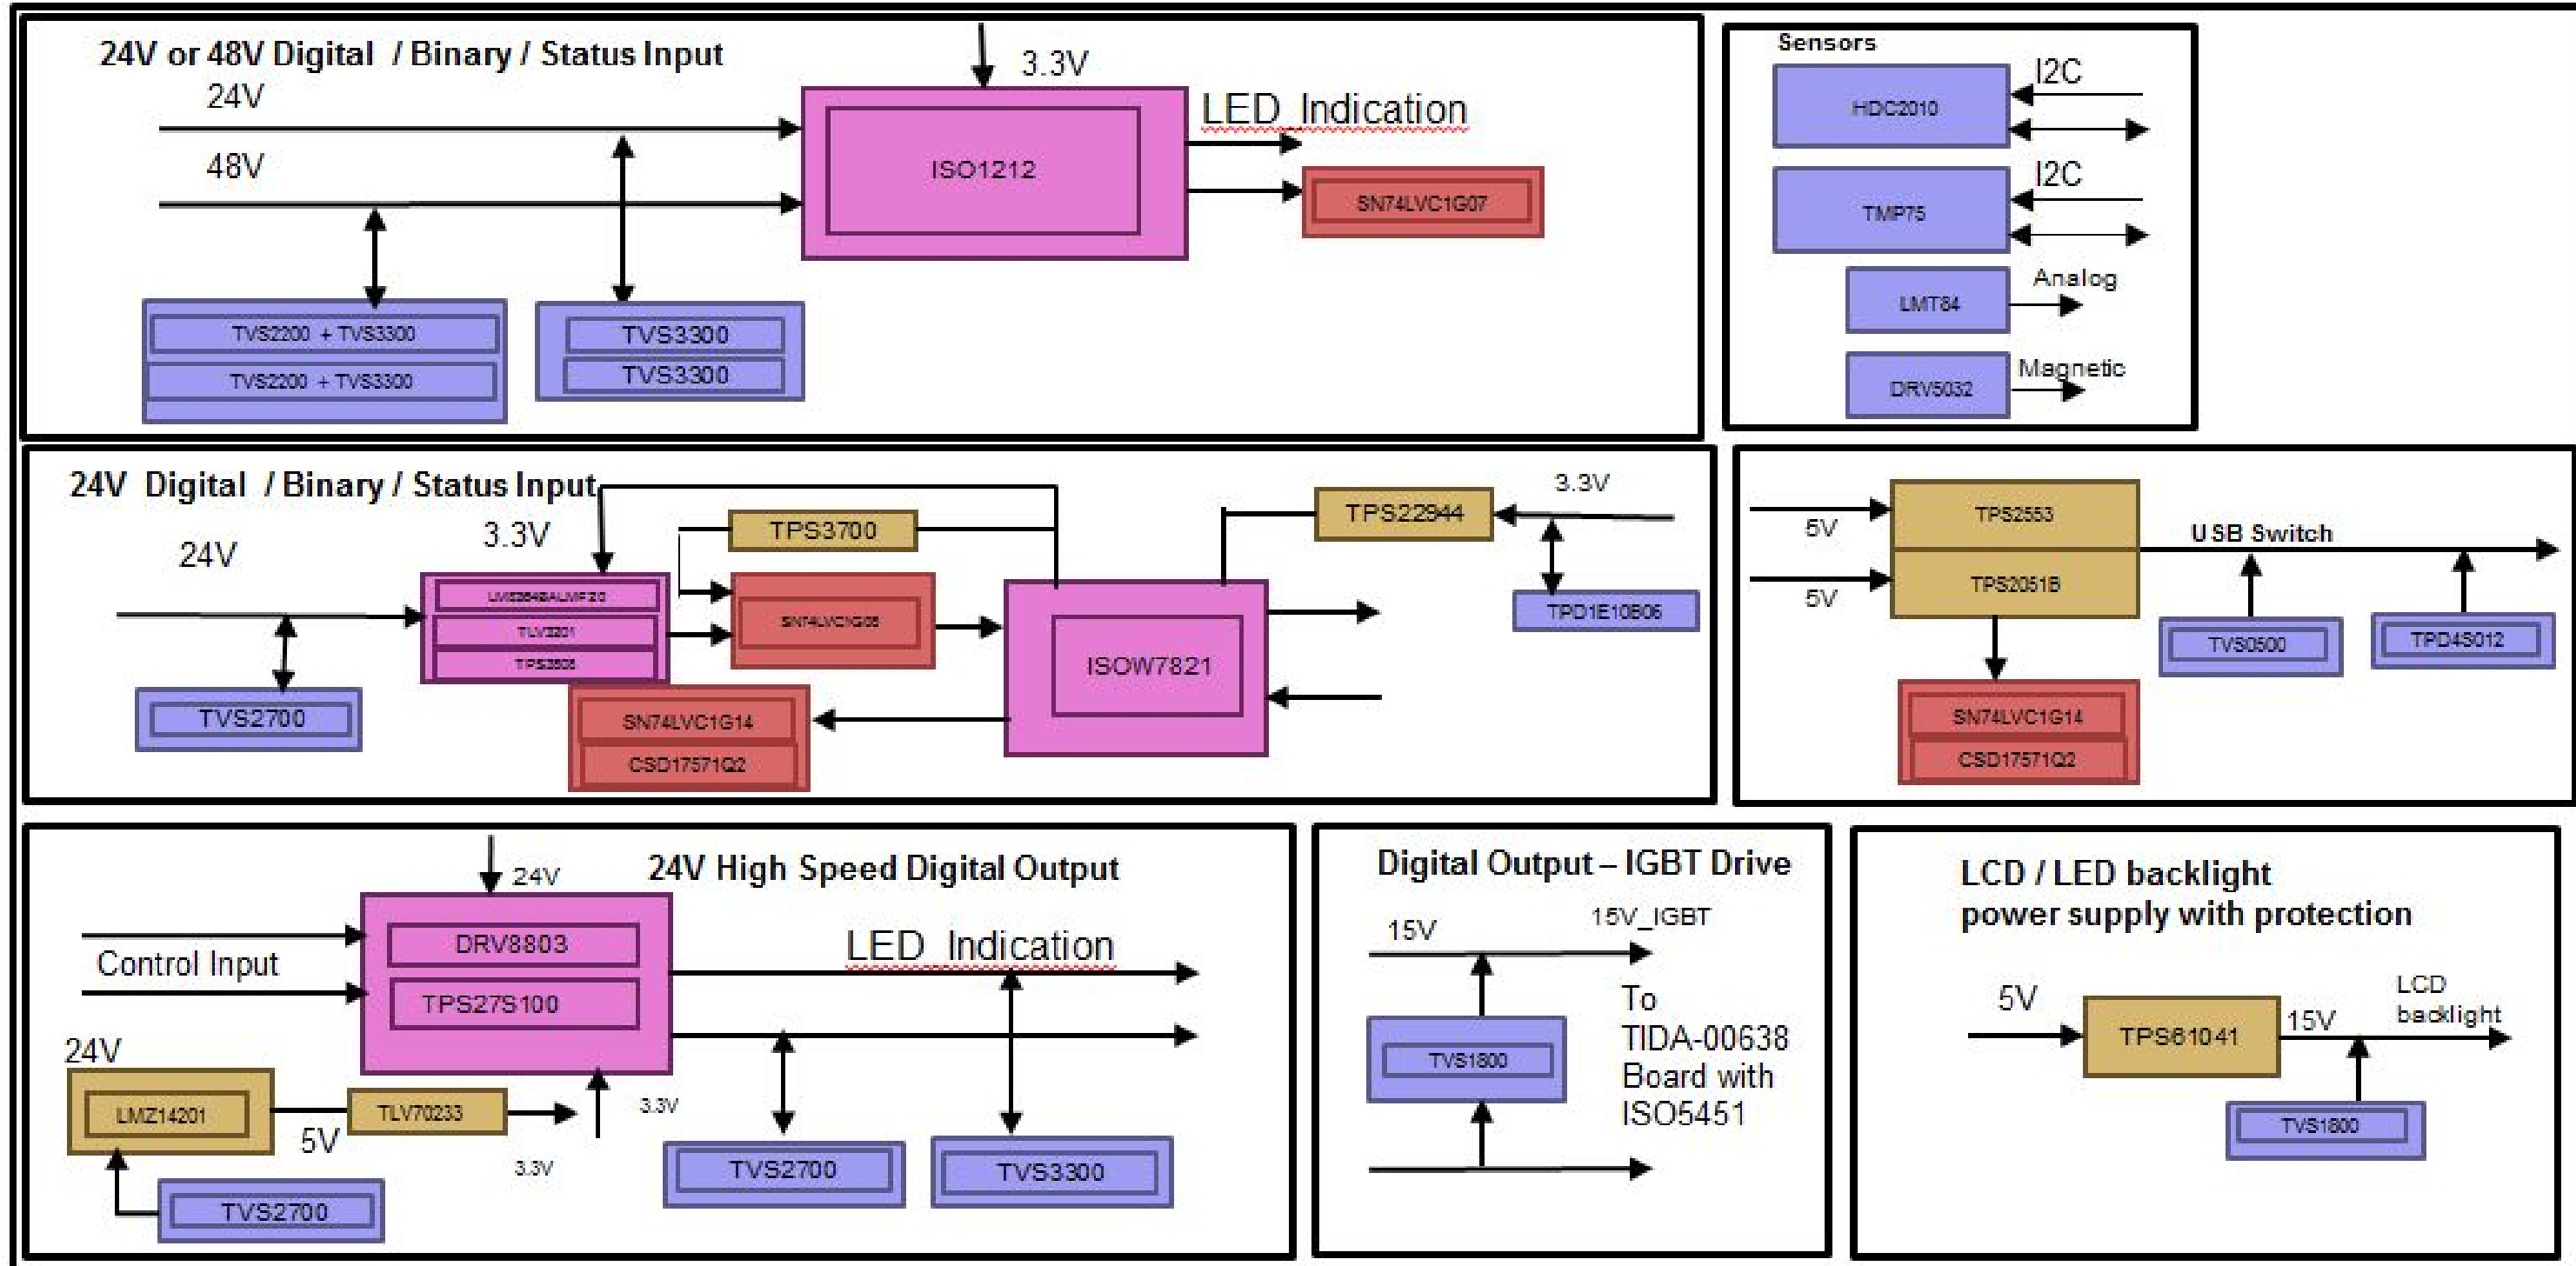 24V or 48V Digital / Binary / Status Input
3.3V
24V
LED Indication
48V
ISO1212
SN74LVC1G07
TVS2200 + TVS3300
TVS2200 + TVS3300
TVS3300
TVS3300
Sensors
HDC2010
I2C
TMP75
I2C
LMT84
Analog
DRV5032
Magnetic
24V Digital / Binary / Status Input
24V
3.3V
TPS3700
TPS22944
3.3V
TLV3201
ISOW7821
TPD1E10B06
TVS2700
SN74LVC1G14
CSD17571Q2
5V
TPS2553
USB Switch
5V
TPS2051B
TVS0500
TPD4S012
SN74LVC1G14
CSD17571Q2
24V
24V High Speed Digital Output
Control Input
DRV8803
TPS27S100
LED Indication
24V
LMZ14201
5V
TLV70233
3.3V
3.3V
TVS2700
TVS2700
TVS3300
Digital Output – IGBT Drive
15V
15V_IGBT
TVS1800
To
TIDA-00638
Board with
ISO5451
LCD / LED backlight
power supply with protection
5V
TPS61041
15V
LCD
backlight
TVS1800